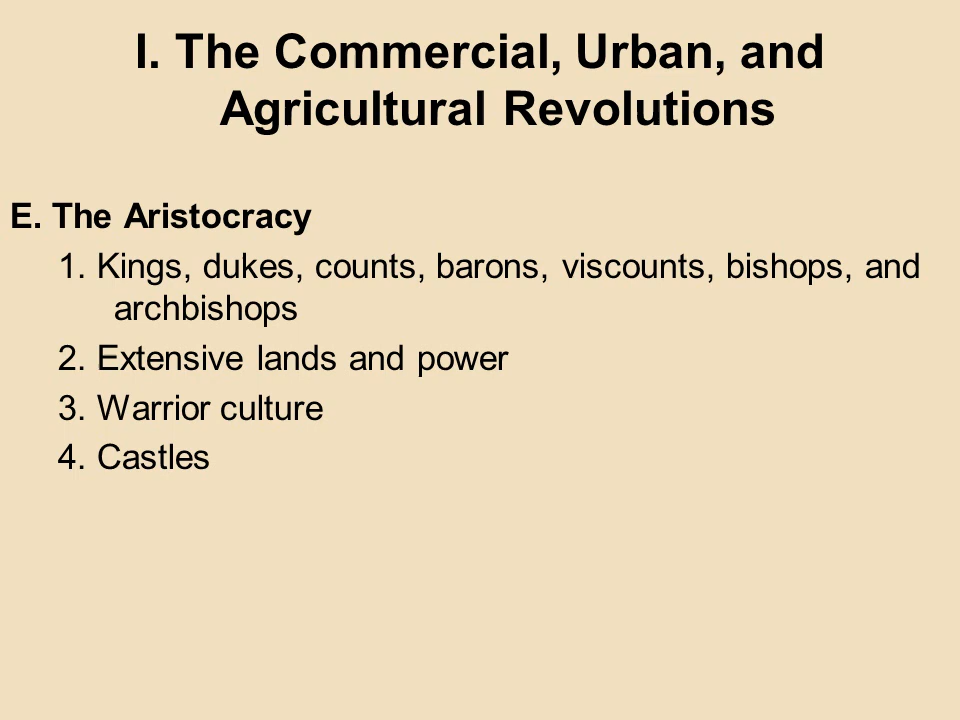 I. The Commercial, Urban, and
Agricultural Revolutions
E. The Aristocracy
1. Kings, dukes, counts, barons, viscounts, bishops, and
archbishops
2. Extensive lands and power
3. Warrior culture
4. Castles